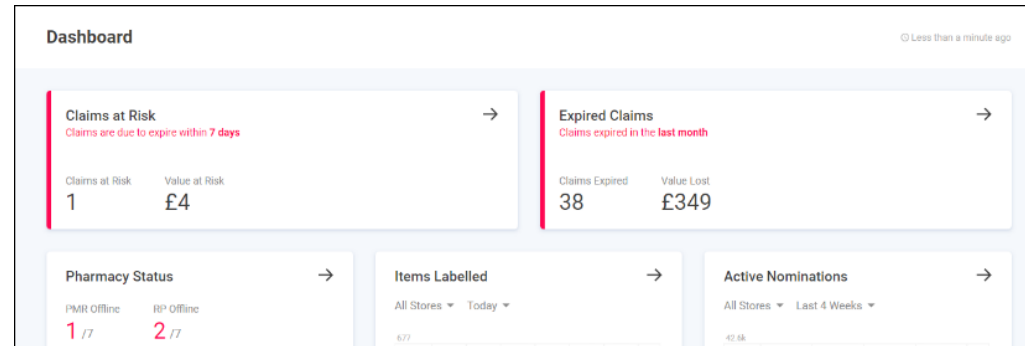 Dashboard
Less than a minute ago
Claims at Risk
Claims are due to expire within 7 days
Claims at Risk Value at Risk
1 £4
Expired Claims
Claims expired in the last month
Claims Expired Value Lost
38 £349
Pharmacy Status
PMR Offline RP Offline
1 /7 2 /7
Items Labelled
All Stores Today
677
Active Nominations
All Stores Last 4 Weeks
42.6k